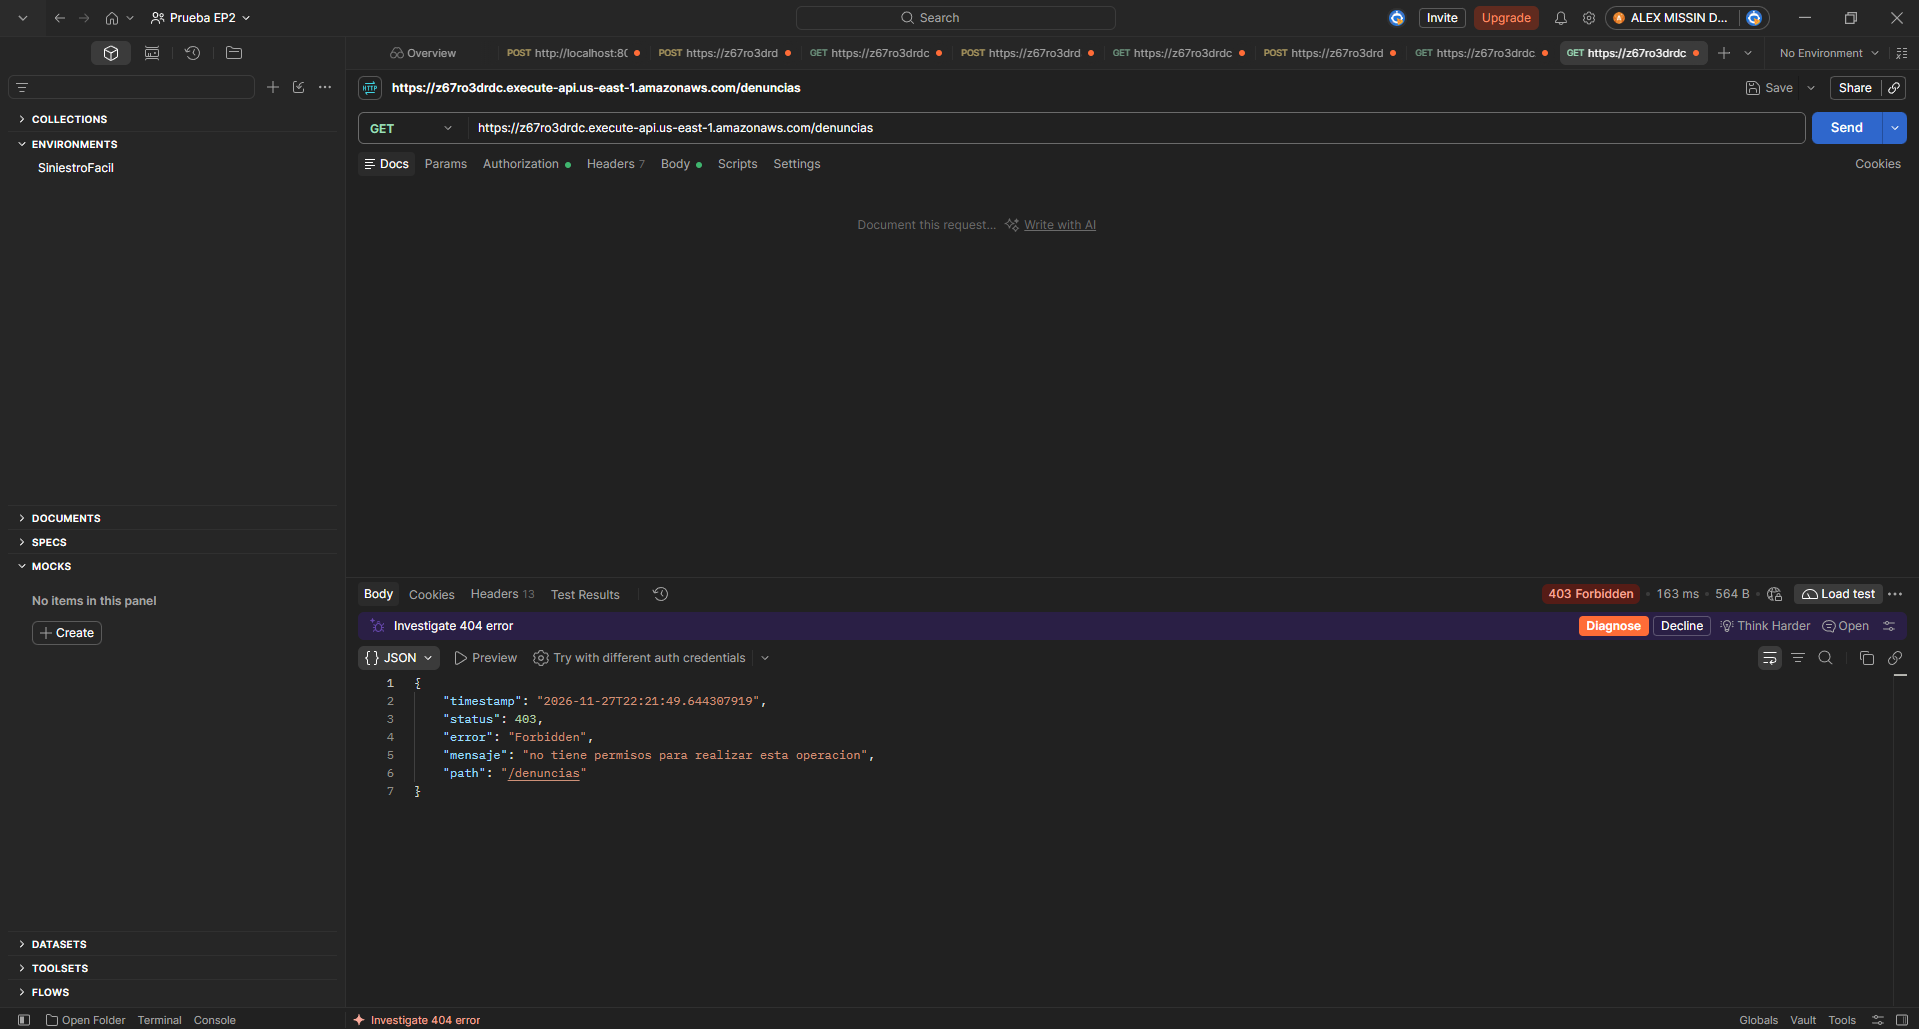 Prueba EP2
Search
Invite
Upgrade
ALEX MISSIN D...
Overview
POST http://localhost:8(
POST https://z67ro3drd
GET https://z67ro3drdc
POST https://z67ro3drd
GET https://z67ro3drdc
POST https://z67ro3drd
GET https://z67ro3drdc
GET https://z67ro3drdc
No Environment
HTTP https://z67ro3drdc.execute-api.us-east-1.amazonaws.com/denuncias
Save
Share
COLLECTIONS
ENVIRONMENTS
SiniestroFacil
GET
https://z67ro3drdc.execute-api.us-east-1.amazonaws.com/denuncias
Send
Docs
Params
Authorization
Headers 7
Body
Scripts
Settings
Cookies
Document this request... Write with AI
DOCUMENTS
SPECS
MOCKS
No items in this panel
Create
DATASETS
TOOLSETS
FLOWS
Body
Cookies
Headers 13
Test Results
403 Forbidden
163 ms
564 B
Load test
Investigate 404 error
Diagnose
Decline
Think Harder
Open
{} JSON
Preview
Try with different auth credentials
1 {
2 "timestamp": "2026-11-27T22:21:49.644307919",
3 "status": 403,
4 "error": "Forbidden",
5 "mensaje": "no tiene permisos para realizar esta operacion",
6 "path": "/denuncias"
7 }
Open Folder
Terminal
Console
Investigate 404 error
Globals
Vault
Tools